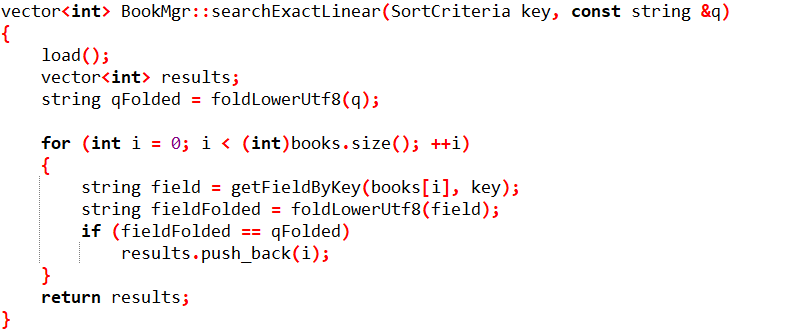 vector<int> BookMgr::searchExactLinear(SortCriteria key, const string &q)
{
    load();
    vector<int> results;
    string qFolded = foldLowerUtf8(q);

    for (int i = 0; i < (int)books.size(); ++i)
    {
        string field = getFieldByKey(books[i], key);
        string fieldFolded = foldLowerUtf8(field);
        if (fieldFolded == qFolded)
            results.push_back(i);
    }
    return results;
}